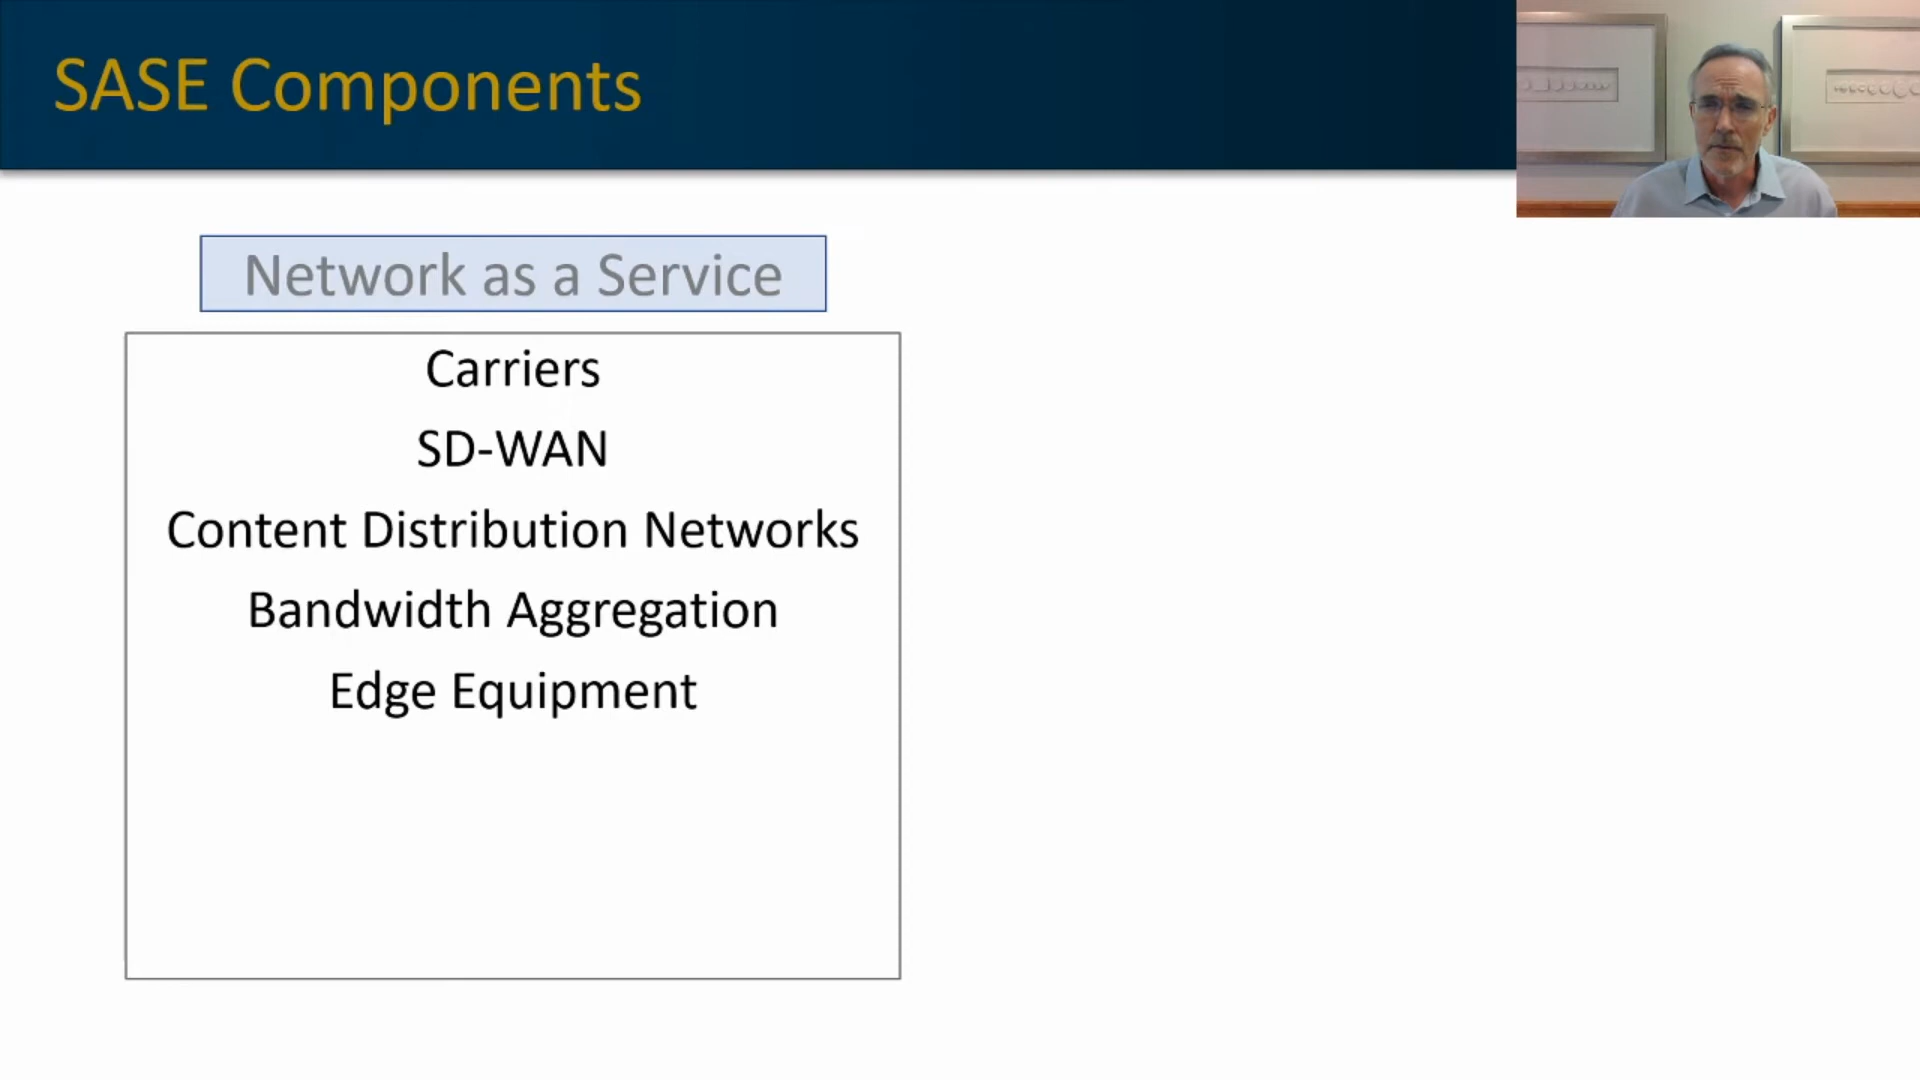 SASE Components
Network as a Service
Carriers
SD-WAN
Content Distribution Networks
Bandwidth Aggregation
Edge Equipment